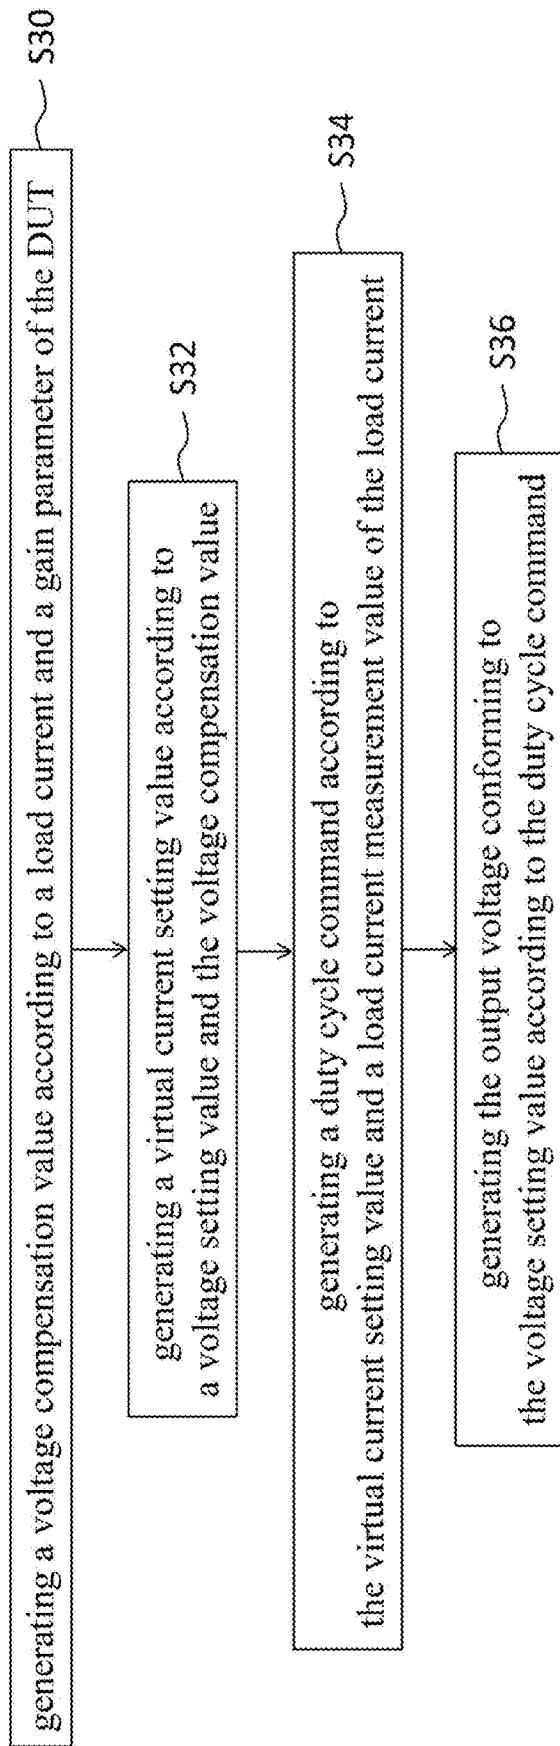 generating a voltage compensation value according to a load current and a gain parameter of the DUT
S30
generating a virtual current setting value according to
a voltage setting value and the voltage compensation value
S32
generating a duty cycle command according to
the virtual current setting value and a load current measurement value of the load current
S34
generating the output voltage conforming to
the voltage setting value according to the duty cycle command
S36